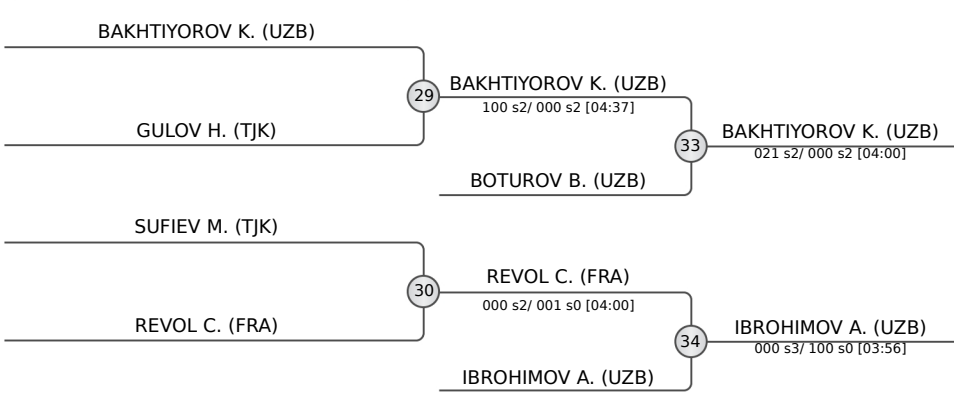 BAKHTIYOROV K. (UZB)
29
GULOV H. (TJK)
BAKHTIYOROV K. (UZB)
100 s2/ 000 s2 [04:37]
33
BOTUROV B. (UZB)
BAKHTIYOROV K. (UZB)
021 s2/ 000 s2 [04:00]
SUFIEV M. (TJK)
30
REVOL C. (FRA)
REVOL C. (FRA)
000 s2/ 001 s0 [04:00]
34
IBROHIMOV A. (UZB)
IBROHIMOV A. (UZB)
000 s3/ 100 s0 [03:56]